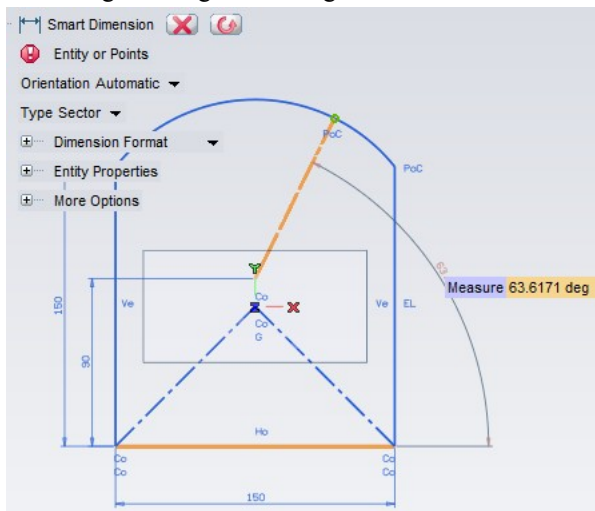 Smart Dimension
Entity or Points
Orientation Automatic
Type Sector
Dimension Format
Entity Properties
More Options
PoC
PoC
63
Measure 63.6171 deg
Y
Co
X
Z
Ve
Ve
EL
Co
G
150
90
Ho
Co
Co
Co
Co
150